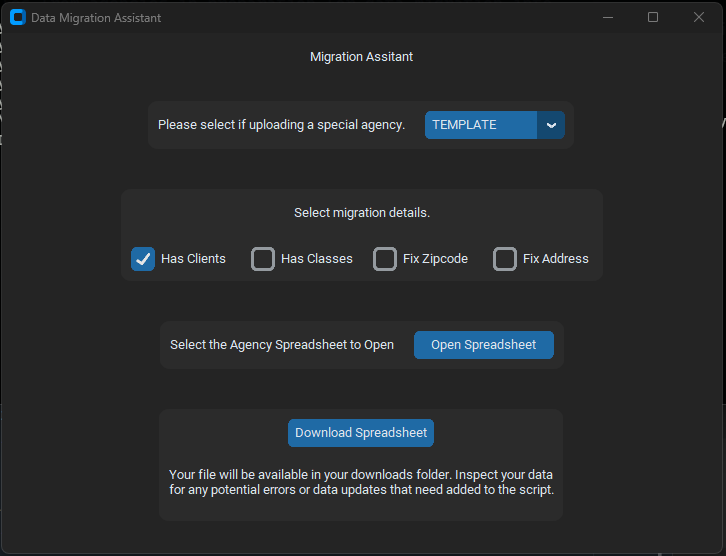 Data Migration Assistant
Migration Assitant
Please select if uploading a special agency.
TEMPLATE
Select migration details.
Has Clients
Has Classes
Fix Zipcode
Fix Address
Select the Agency Spreadsheet to Open
Open Spreadsheet
Download Spreadsheet
Your file will be available in your downloads folder. Inspect your data
for any potential errors or data updates that need added to the script.